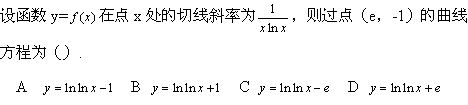 设函数 y= f(x) 在点 x 处的切线斜率为 1/(x ln x)，则过点（e，-1）的曲线
方程为（）.
A y = ln ln x − 1 B y = ln ln x + 1 C y = ln ln x − e D y = ln ln x + e